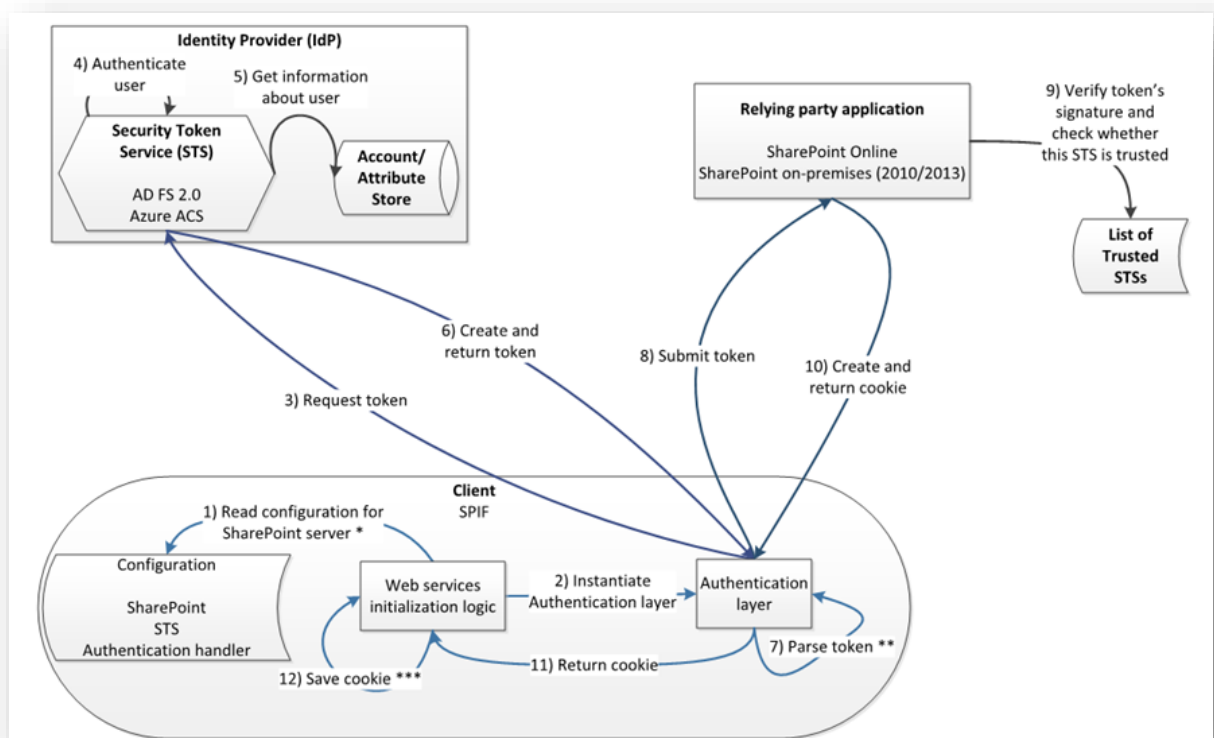 Identity Provider (IdP)
4) Authenticate
user
5) Get information
about user
Security Token
Service (STS)
AD FS 2.0
Azure ACS
Account/
Attribute
Store
Relying party application
SharePoint Online
SharePoint on-premises (2010/2013)
9) Verify token's
signature and
check whether
this STS is trusted
List of
Trusted
STSs
6) Create and
return token
3) Request token
8) Submit token
10) Create and
return cookie
Client
SPIF
1) Read configuration for
SharePoint server *
Configuration
SharePoint
STS
Authentication handler
Web services
initialization logic
2) Instantiate
Authentication layer
Authentication
layer
7) Parse token **
11) Return cookie
12) Save cookie ***